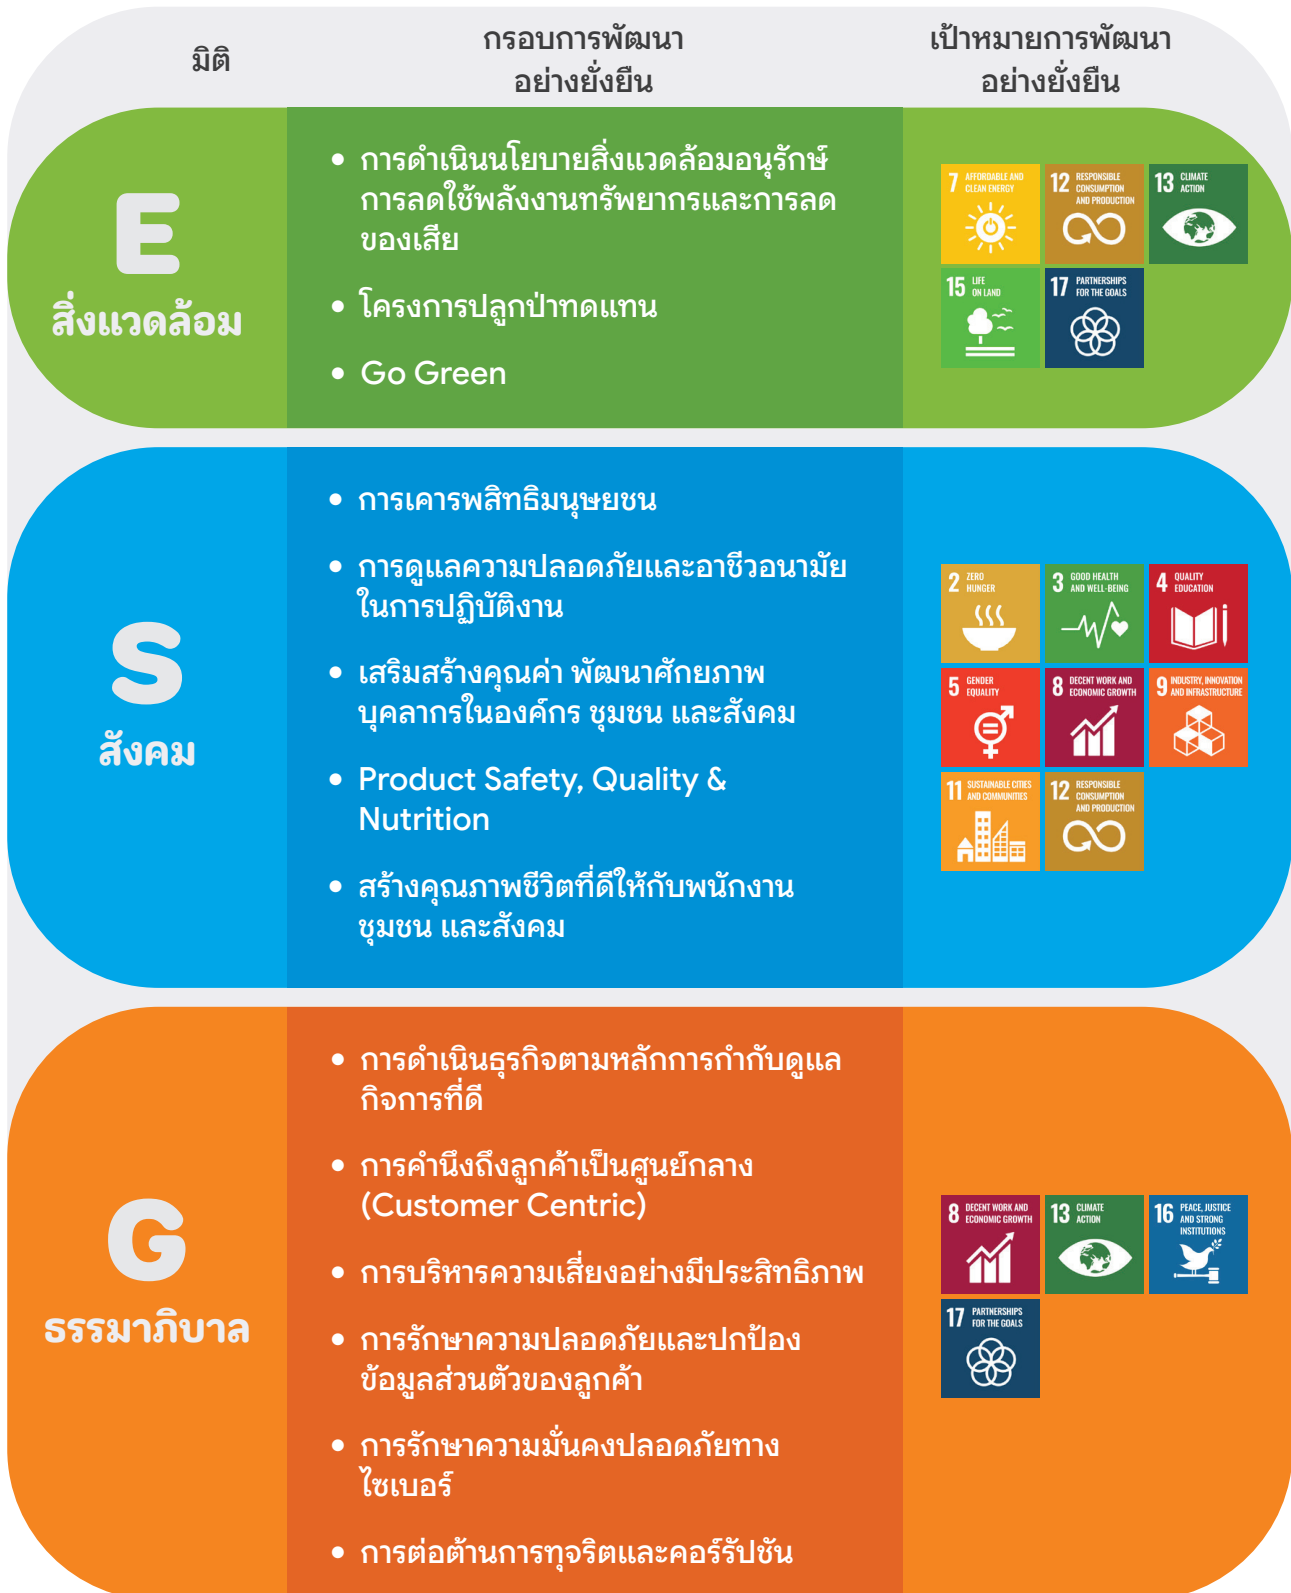 มิติ
กรอบการพัฒนา
อย่างยั่งยืน
เป้าหมายการพัฒนา
อย่างยั่งยืน
E
สิ่งแวดล้อม
• การดำเนินนโยบายสิ่งแวดล้อมอนุรักษ์
การลดใช้พลังงานทรัพยากรและการลด
ของเสีย
• โครงการปลูกป่าทดแทน
• Go Green
7 AFFORDABLE AND
CLEAN ENERGY
12 RESPONSIBLE
CONSUMPTION
AND PRODUCTION
13 CLIMATE
ACTION
15 LIFE
ON LAND
17 PARTNERSHIPS
FOR THE GOALS
S
สังคม
• การเคารพสิทธิมนุษยชน
• การดูแลความปลอดภัยและอาชีวอนามัย
ในการปฏิบัติงาน
• เสริมสร้างคุณค่า พัฒนาศักยภาพ
บุคลากรในองค์กร ชุมชน และสังคม
• Product Safety, Quality &
Nutrition
• สร้างคุณภาพชีวิตที่ดีให้กับพนักงาน
ชุมชน และสังคม
2 ZERO
HUNGER
3 GOOD HEALTH
AND WELL-BEING
4 QUALITY
EDUCATION
5 GENDER
EQUALITY
8 DECENT WORK AND
ECONOMIC GROWTH
9 INDUSTRY, INNOVATION
AND INFRASTRUCTURE
11 SUSTAINABLE CITIES
AND COMMUNITIES
12 RESPONSIBLE
CONSUMPTION
AND PRODUCTION
G
ธรรมาภิบาล
• การดำเนินธุรกิจตามหลักการกำกับดูแล
กิจการที่ดี
• การคำนึงถึงลูกค้าเป็นศูนย์กลาง
(Customer Centric)
• การบริหารความเสี่ยงอย่างมีประสิทธิภาพ
• การรักษาความปลอดภัยและปกป้อง
ข้อมูลส่วนตัวของลูกค้า
• การรักษาความมั่นคงปลอดภัยทาง
ไซเบอร์
• การต่อต้านการทุจริตและคอร์รัปชัน
8 DECENT WORK AND
ECONOMIC GROWTH
13 CLIMATE
ACTION
16 PEACE, JUSTICE
AND STRONG
INSTITUTIONS
17 PARTNERSHIPS
FOR THE GOALS